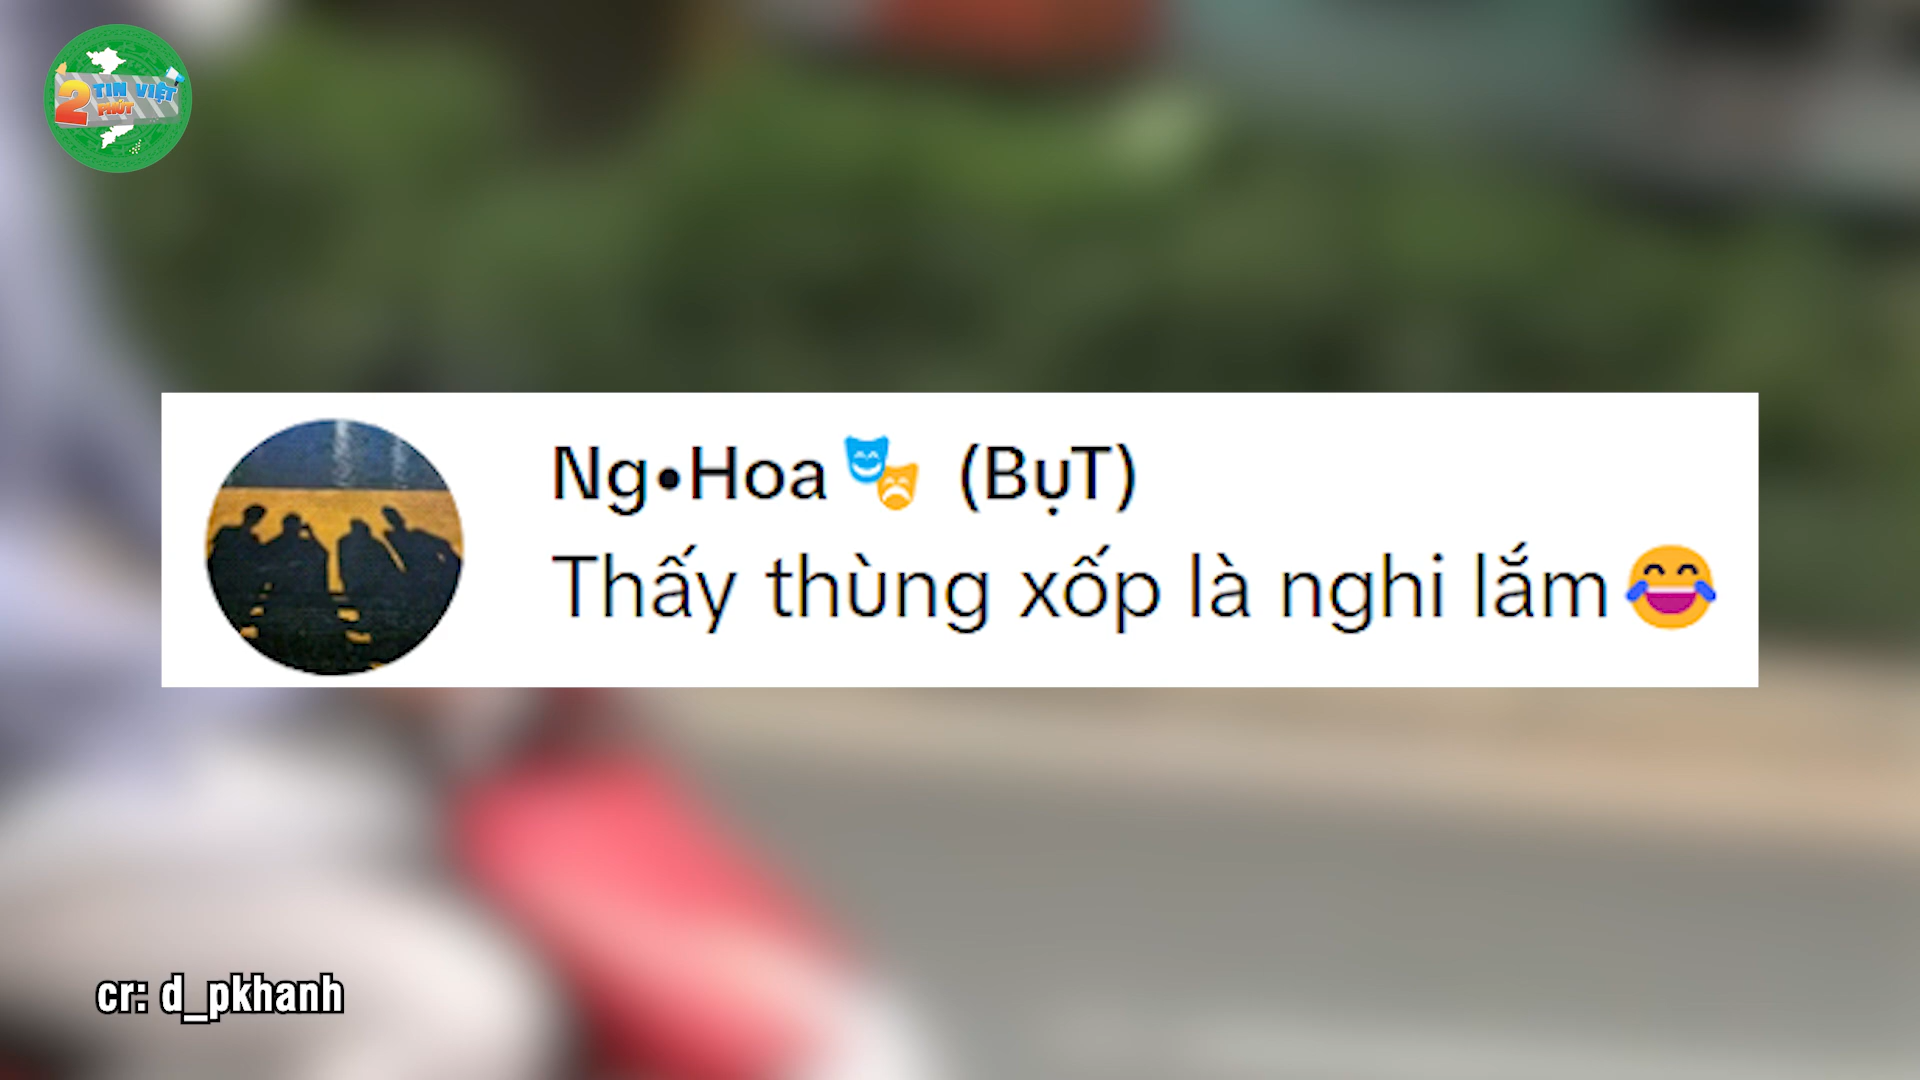 2 TIN VIỆT
PHÚT
Ng•Hoa🎭 (BụT)
Thấy thùng xốp là nghi lắm😂
cr: d_pkhanh